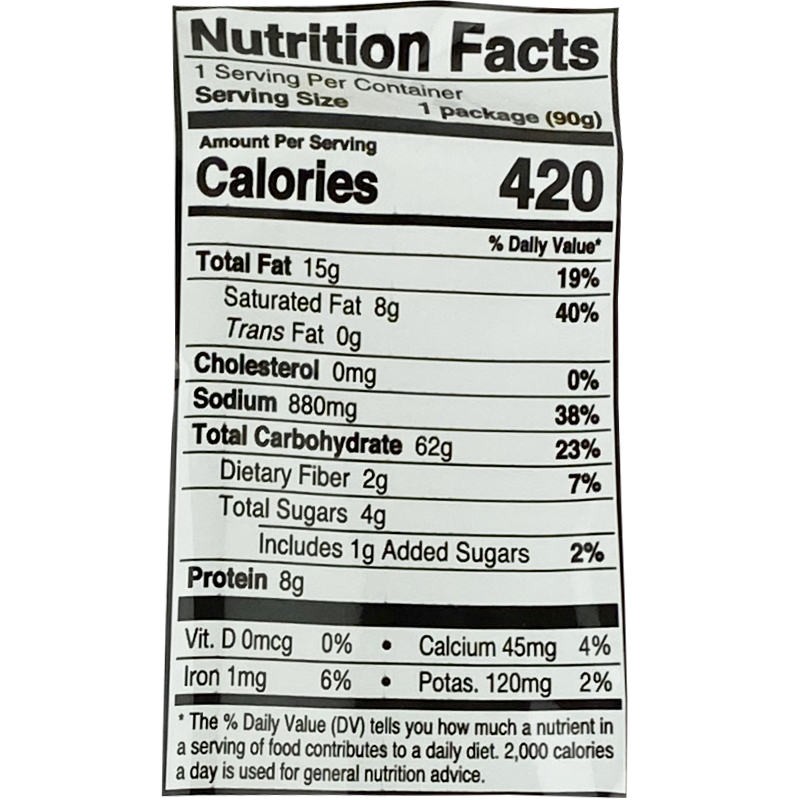 Nutrition Facts
1 Serving Per Container
Serving Size 1 package (90g)
Amount Per Serving
Calories 420
% Daily Value*
Total Fat 15g 19%
Saturated Fat 8g 40%
Trans Fat 0g
Cholesterol 0mg 0%
Sodium 880mg 38%
Total Carbohydrate 62g 23%
Dietary Fiber 2g 7%
Total Sugars 4g
Includes 1g Added Sugars 2%
Protein 8g
Vit. D 0mcg 0% • Calcium 45mg 4%
Iron 1mg 6% • Potas. 120mg 2%
* The % Daily Value (DV) tells you how much a nutrient in
a serving of food contributes to a daily diet. 2,000 calories
a day is used for general nutrition advice.